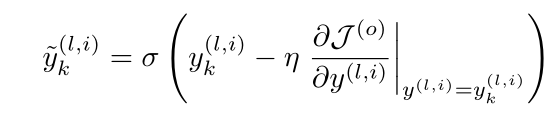 $\tilde{y}_k^{(l,i)} = \sigma \left( y_k^{(l,i)} - \eta \left. \frac{\partial \mathcal{J}^{(o)}}{\partial y^{(l,i)}} \right|_{y^{(l,i)} = y_k^{(l,i)}} \right)$